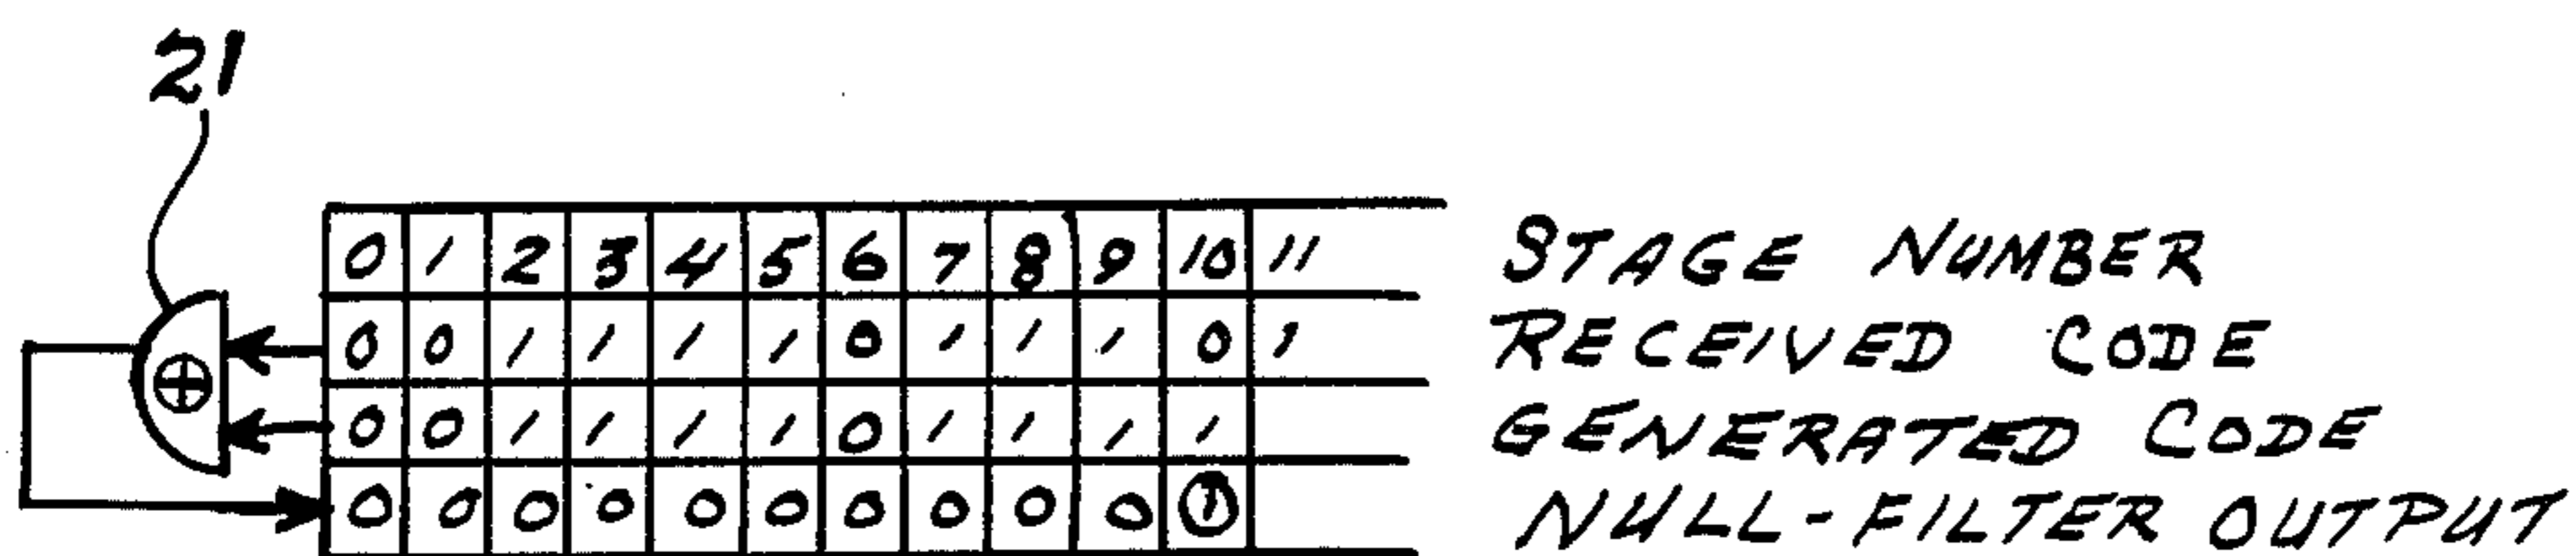 21
0 1 2 3 4 5 6 7 8 9 10 11 STAGE NUMBER
0 0 1 1 1 1 0 1 1 1 0 1 RECEIVED CODE
0 0 1 1 1 1 0 1 1 1 1 GENERATED CODE
0 0 0 0 0 0 0 0 0 0 1 NULL-FILTER OUTPUT